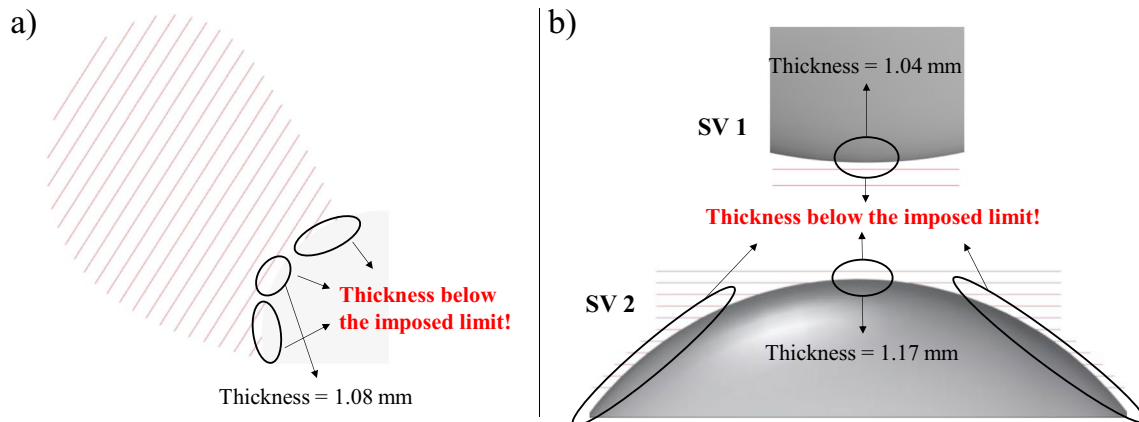 a)
Thickness below
the imposed limit!
Thickness = 1.08 mm
b)
Thickness = 1.04 mm
SV 1
Thickness below the imposed limit!
SV 2
Thickness = 1.17 mm